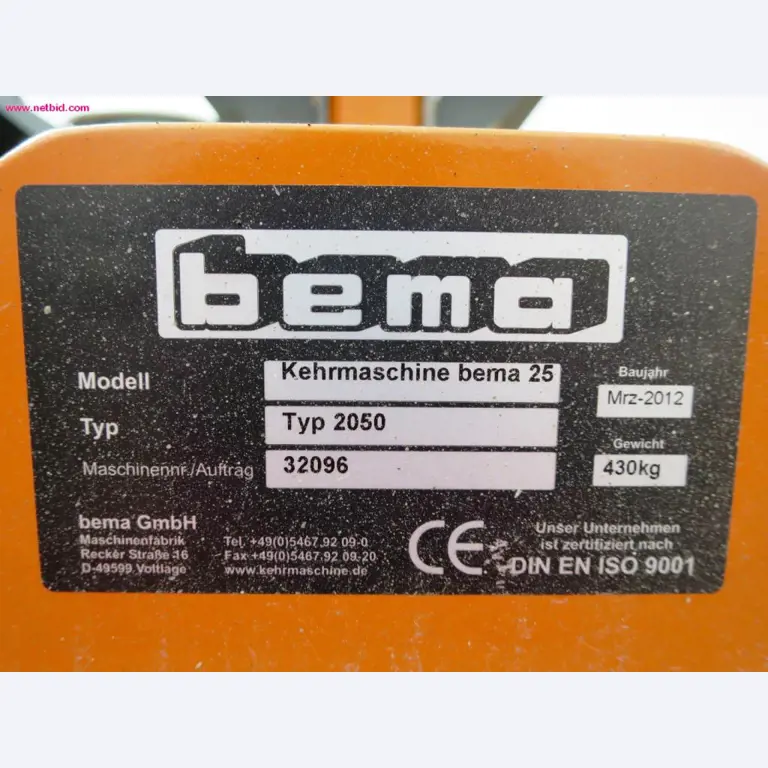 www.netbid.com
bema
Modell Kehrmaschine bema 25
Baujahr
Mrz-2012
Typ Typ 2050
Maschinennr./Auftrag 32096
Gewicht
430kg
bema GmbH
Maschinenfabrik
Recker Straße 16
D-49599 Voltlage
Tel. +49(0)5467.92 09-0
Fax +49(0)5467.92 09-20
www.kehrmaschine.de
CE
Unser Unternehmen
ist zertifiziert nach
DIN EN ISO 9001